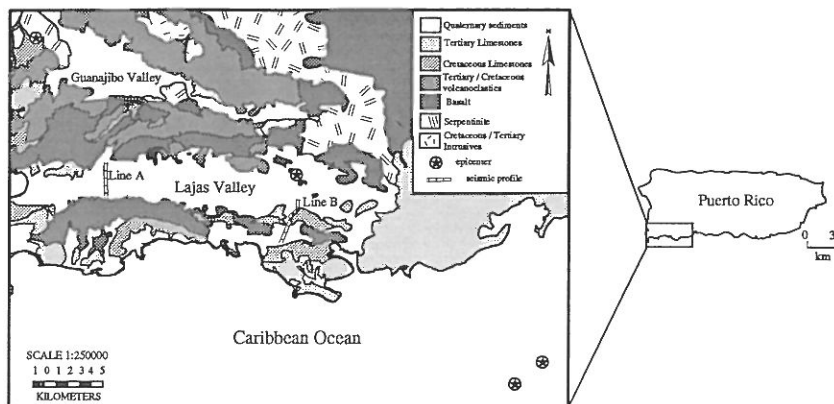 Guanajibo Valley
Line A
Lajas Valley
Line B
Caribbean Ocean
SCALE 1:250000
1 0 1 2 3 4 5
KILOMETERS
Quaternary sediments
Tertiary Limestones
Cretaceous Limestones
Tertiary / Cretaceous
volcanoclastics
Basalt
Serpentinite
Cretaceous / Tertiary
Intrusives
epicenter
seismic profile
Puerto Rico
0 3
km